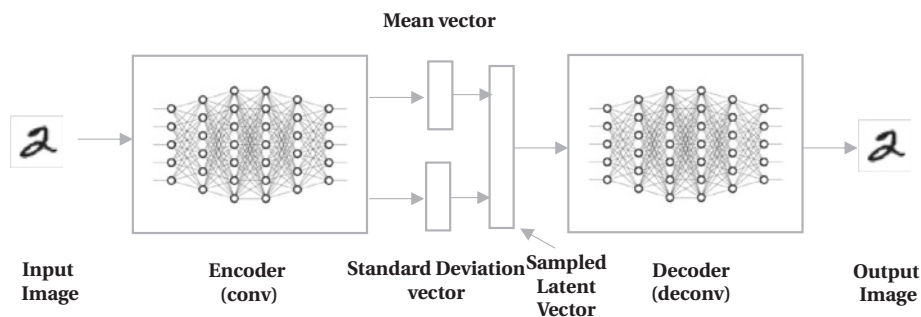 Mean vector
2
2
Input
Image
Encoder
(conv)
Standard Deviation
vector
Sampled
Latent
Vector
Decoder
(deconv)
Output
Image